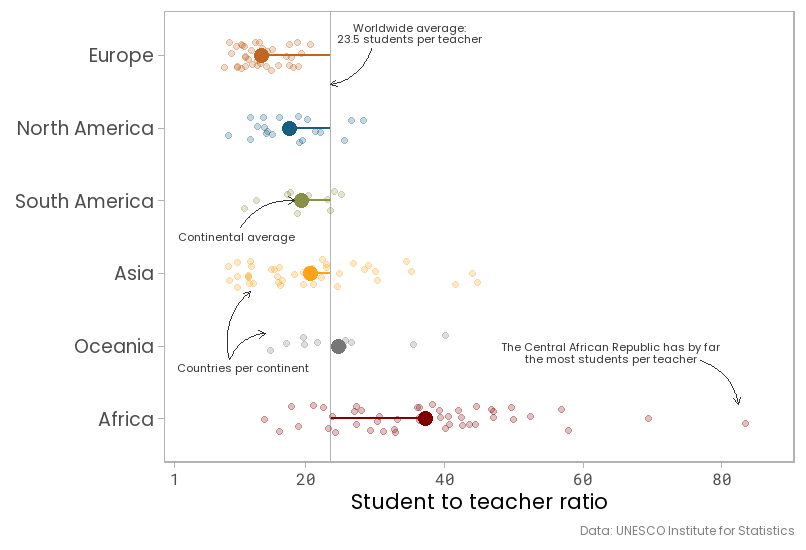 Worldwide average:
23.5 students per teacher
Europe
North America
South America
Continental average
Asia
Oceania
The Central African Republic has by far
the most students per teacher
Countries per continent
Africa
1 20 40 60 80
Student to teacher ratio
Data: UNESCO Institute for Statistics